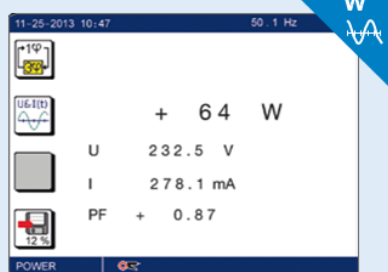 W
11-25-2013 10:47 50.1 Hz
1φ
U&I(t)
+ 64 W
U 232.5 V
I 278.1 mA
PF + 0.87
12 %
POWER